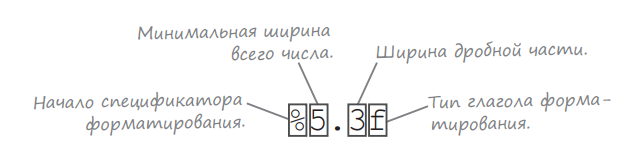 Минимальная ширина
всего числа.
Ширина дробной части.
Начало спецификатора
форматирования.
%5.3f
Тип глагола форма-
тирования.